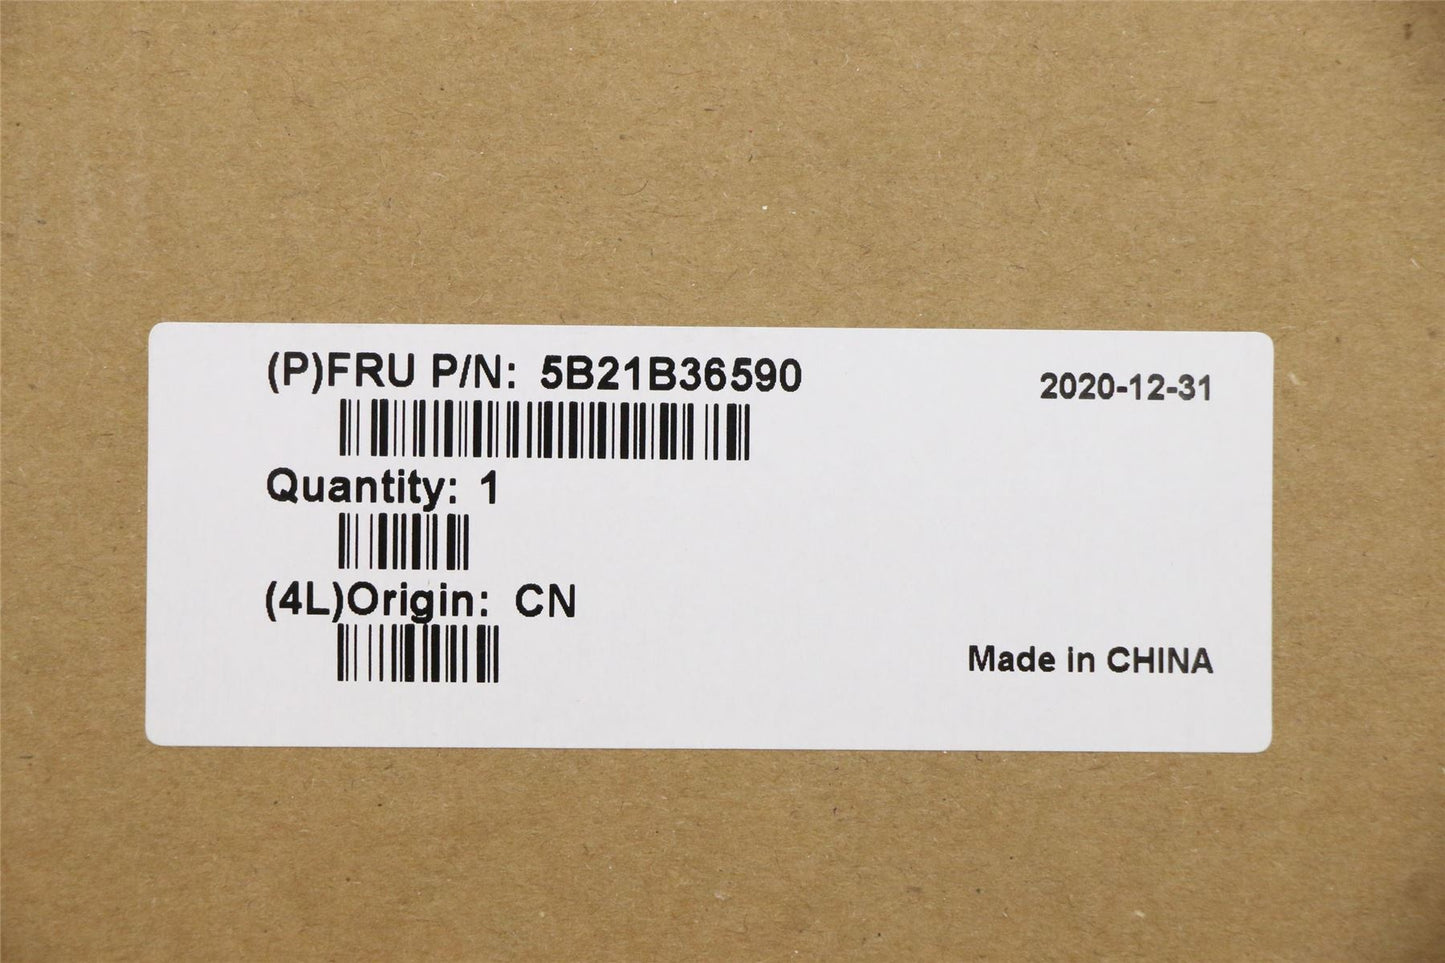 (P)FRU P/N: 5B21B36590
2020-12-31
Quantity: 1
(4L)Origin: CN
Made in CHINA